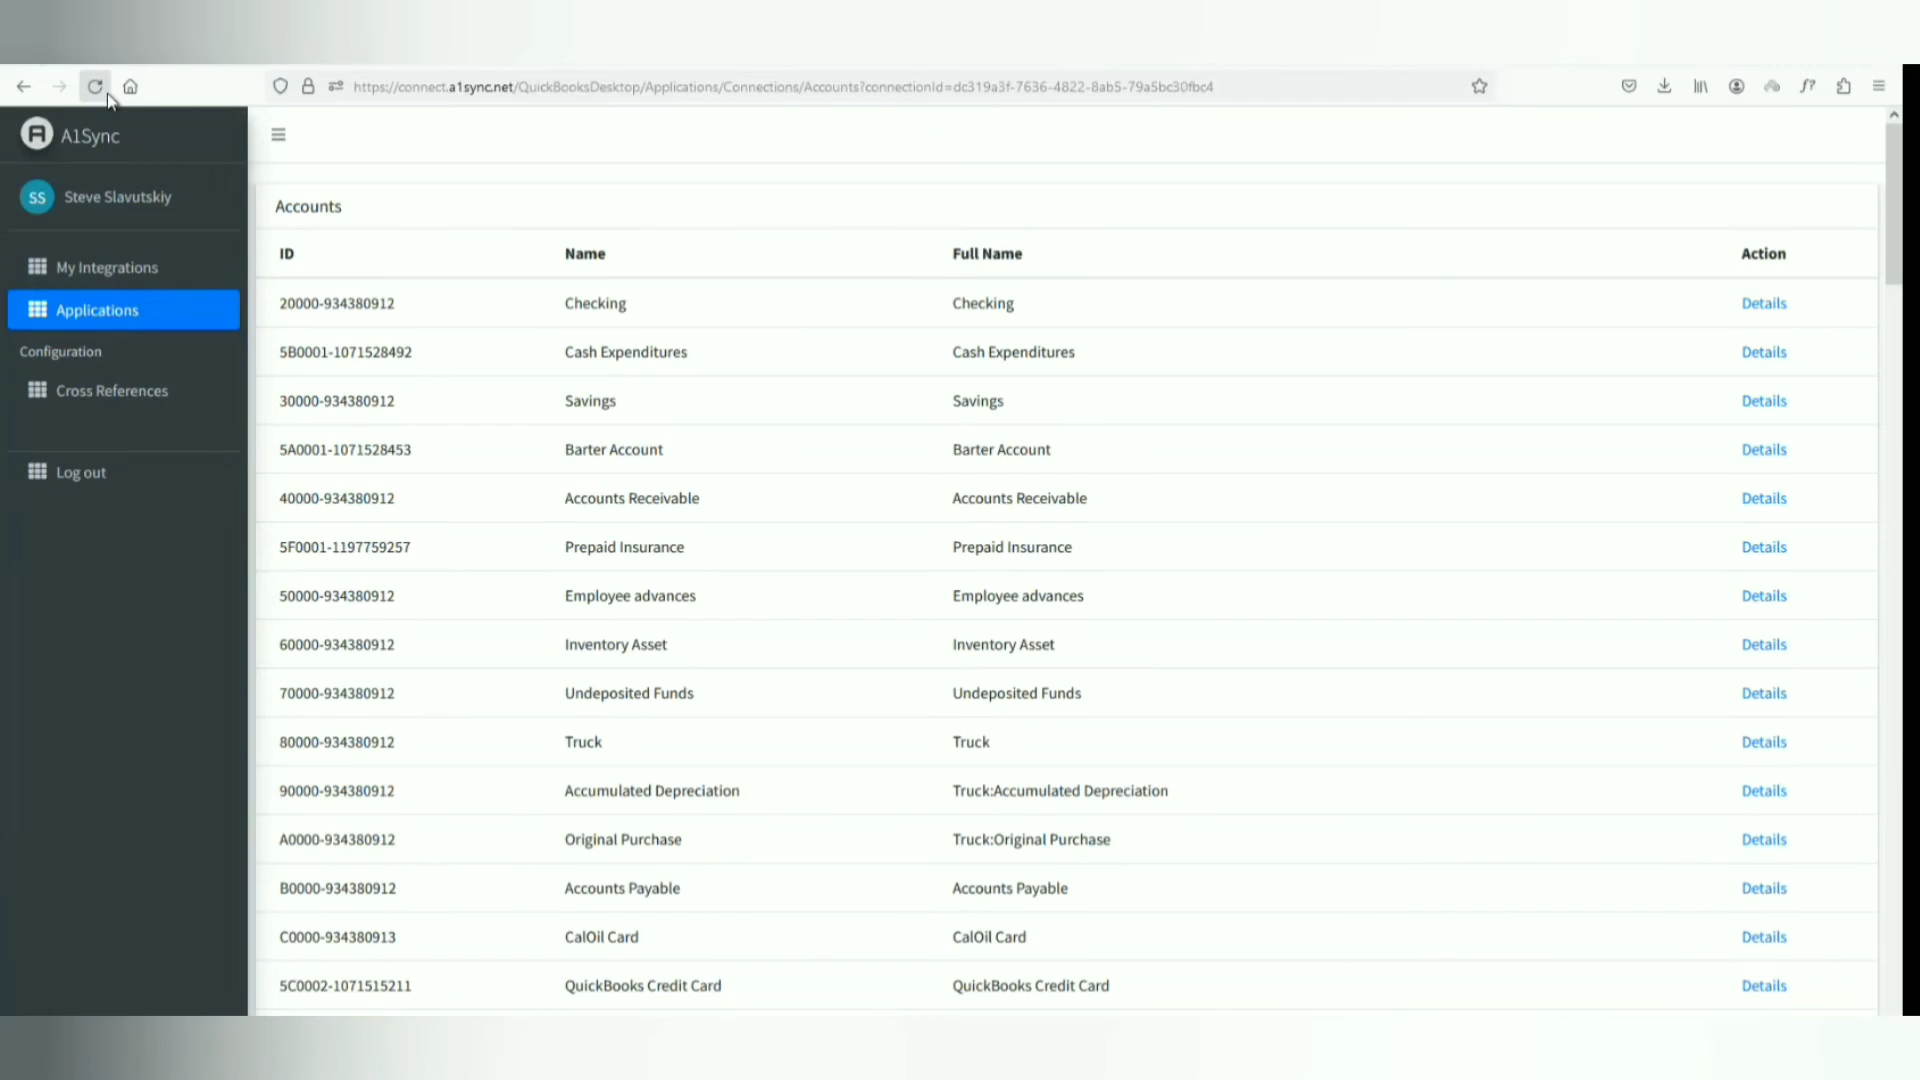 https://connect.a1sync.net/QuickBooksDesktop/Applications/Connections/Accounts?connectionId=dc319a3f-7636-4822-8ab5-79a5bc30fbc4
A1Sync
SS Steve Slavutskiy
My Integrations
Applications
Configuration
Cross References
Log out
Accounts
ID Name Full Name Action
20000-934380912 Checking Checking Details
5B0001-1071528492 Cash Expenditures Cash Expenditures Details
30000-934380912 Savings Savings Details
5A0001-1071528453 Barter Account Barter Account Details
40000-934380912 Accounts Receivable Accounts Receivable Details
5F0001-1197759257 Prepaid Insurance Prepaid Insurance Details
50000-934380912 Employee advances Employee advances Details
60000-934380912 Inventory Asset Inventory Asset Details
70000-934380912 Undeposited Funds Undeposited Funds Details
80000-934380912 Truck Truck Details
90000-934380912 Accumulated Depreciation Truck:Accumulated Depreciation Details
A0000-934380912 Original Purchase Truck:Original Purchase Details
B0000-934380912 Accounts Payable Accounts Payable Details
C0000-934380913 CalOil Card CalOil Card Details
5C0002-1071515211 QuickBooks Credit Card QuickBooks Credit Card Details